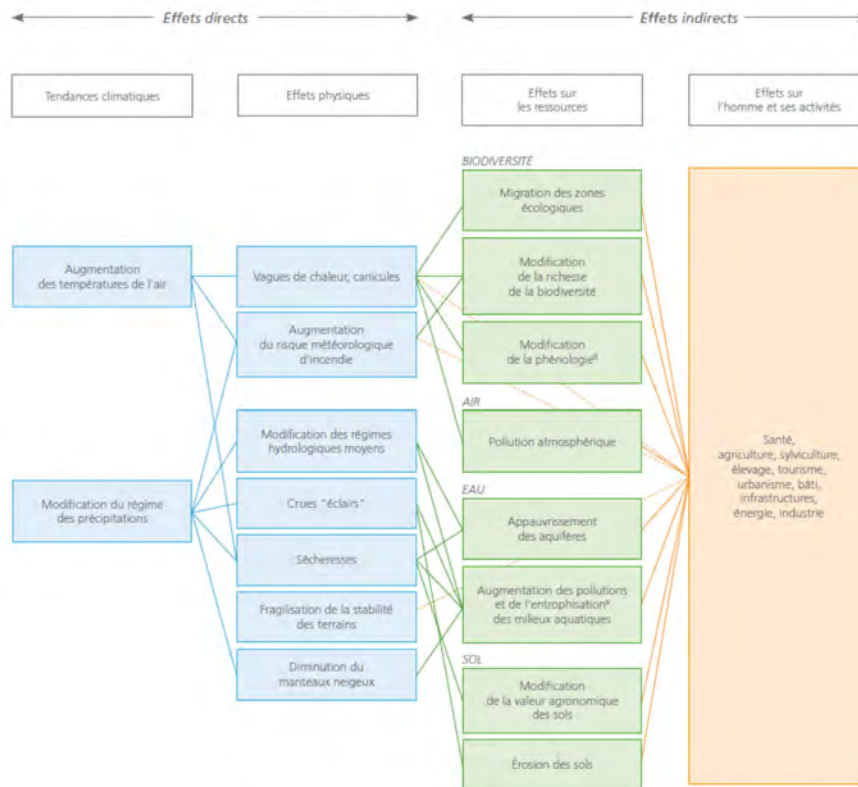 Effets directs
Effets indirects
Tendances climatiques
Effets physiques
Effets sur
les ressources
Effets sur
l'homme et ses activités
BIODIVERSITÉ
Migration des zones
écologiques
Augmentation
des températures de l'air
Vagues de chaleur, canicules
Modification
de la richesse
de la biodiversité
Augmentation
du risque météorologique
d'incendie
Modification
de la phénologie
AIR
Modification des régimes
hydrologiques moyens
Pollution atmosphérique
Santé,
agriculture, sylviculture,
élevage, tourisme,
urbanisme, bâti,
infrastructures,
énergie, industrie
EAU
Modification du régime
des précipitations
Crues "éclairs"
Appauvrissement
des aquifères
Sécheresses
Augmentation des pollutions
et de l'entrophisation
des milieux aquatiques
Fragilisation de la stabilité
des terrains
SOL
Diminution du
manteaux neigeux
Modification
de la valeur agronomique
des sols
Érosion des sols